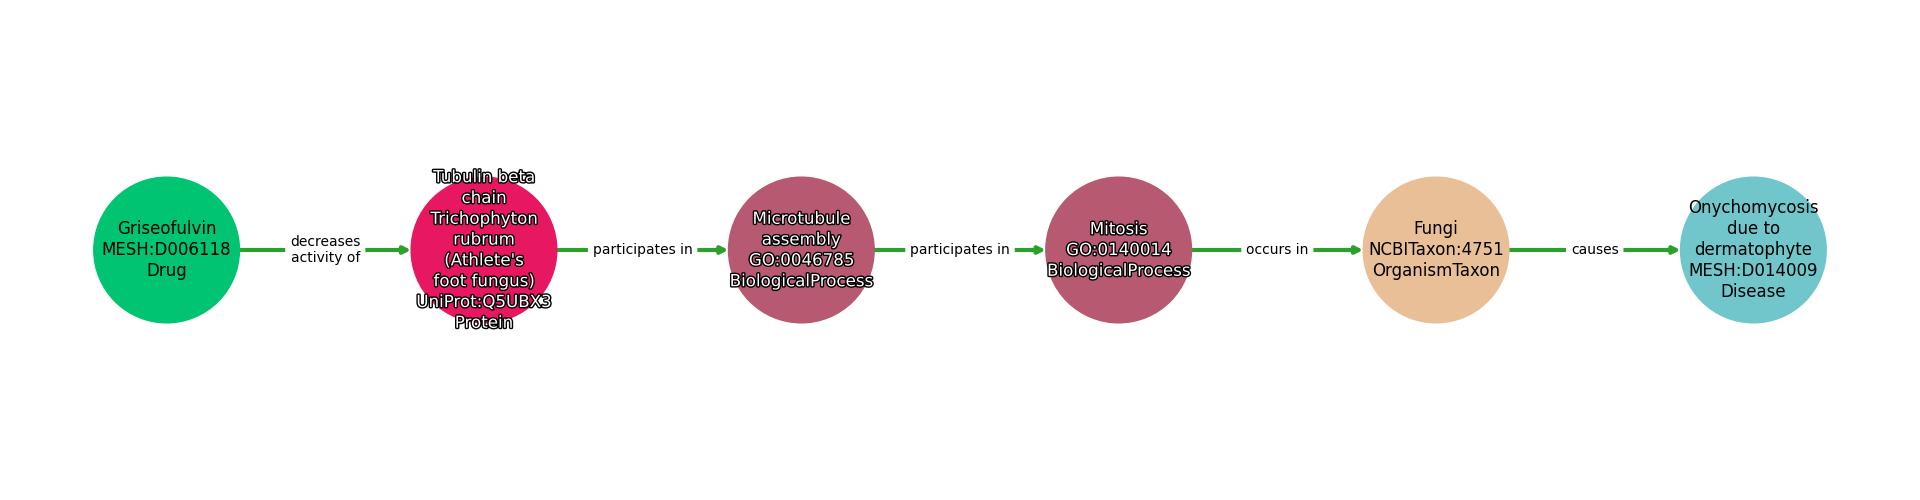 Griseofulvin
MESH:D006118
Drug
decreases
activity of
Tubulin beta
chain
Trichophyton
rubrum
(Athlete's
foot fungus)
UniProt:Q5UBX3
Protein
participates in
Microtubule
assembly
GO:0046785
BiologicalProcess
participates in
Mitosis
GO:0140014
BiologicalProcess
occurs in
Fungi
NCBITaxon:4751
OrganismTaxon
causes
Onychomycosis
due to
dermatophyte
MESH:D014009
Disease